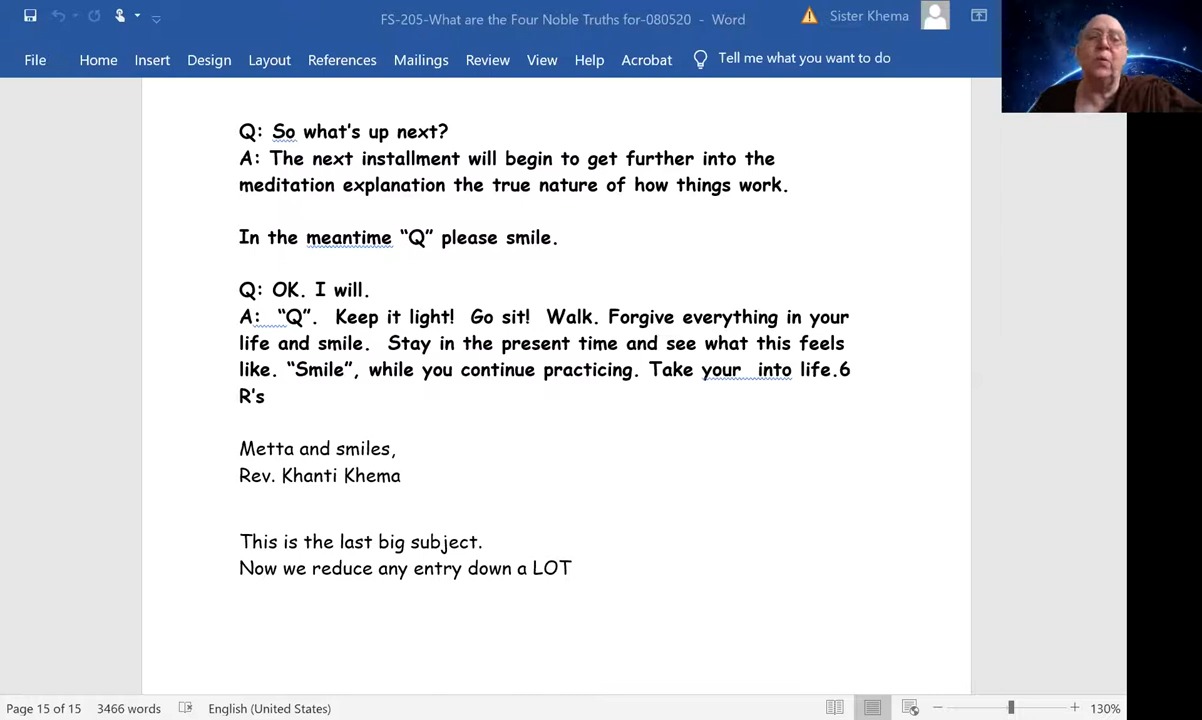 FS-205-What are the Four Noble Truths for-080520 - Word
Sister Khema
File Home Insert Design Layout References Mailings Review View Help Acrobat Tell me what you want to do
Q: So what's up next?
A: The next installment will begin to get further into the
meditation explanation the true nature of how things work.
In the meantime “Q” please smile.
Q: OK. I will.
A: “Q”. Keep it light! Go sit! Walk. Forgive everything in your
life and smile. Stay in the present time and see what this feels
like. “Smile”, while you continue practicing. Take your into life.6
R's
Metta and smiles,
Rev. Khanti Khema
This is the last big subject.
Now we reduce any entry down a LOT
Page 15 of 15 3466 words English (United States) 130%